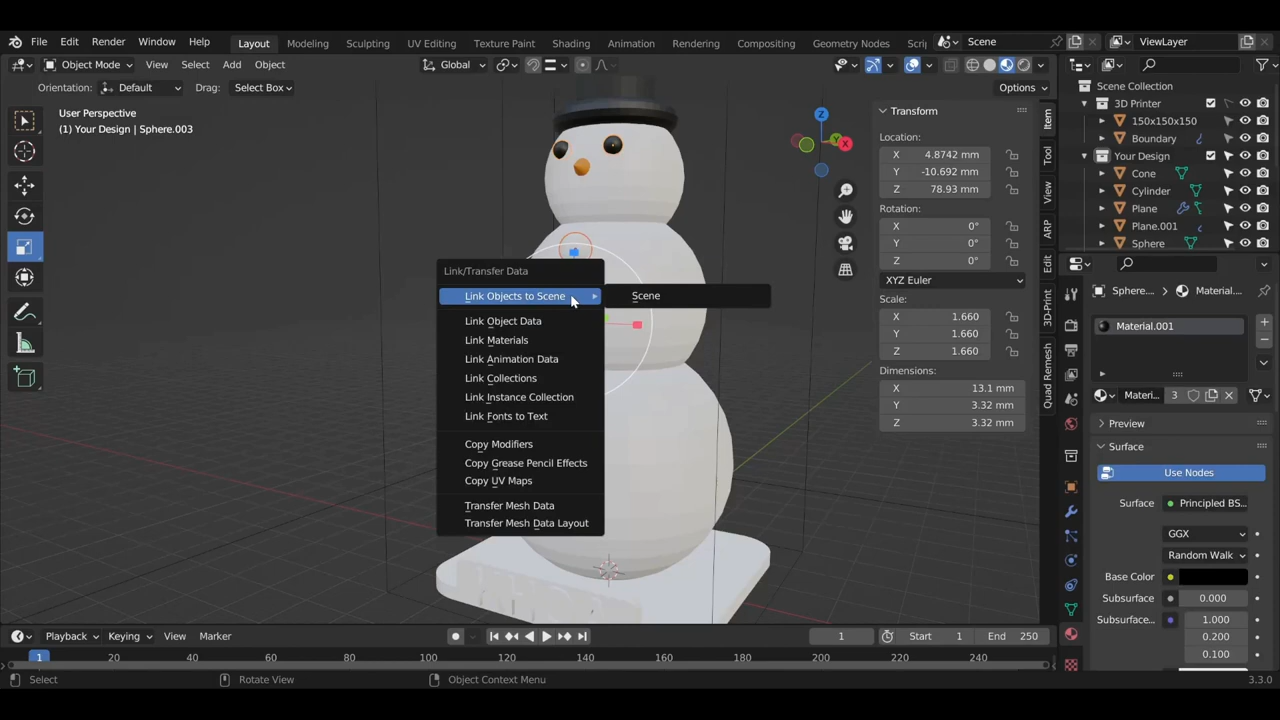 File Edit Render Window Help Layout Modeling Sculpting UV Editing Texture Paint Shading Animation Rendering Compositing Geometry Nodes Scrip Scene ViewLayer
Object Mode View Select Add Object Global
Orientation: Default Drag: Select Box Options
User Perspective
(1) Your Design | Sphere.003
Z
Y
X
Link/Transfer Data
Link Objects to Scene
Scene
Link Object Data
Link Materials
Link Animation Data
Link Collections
Link Instance Collection
Link Fonts to Text
Copy Modifiers
Copy Grease Pencil Effects
Copy UV Maps
Transfer Mesh Data
Transfer Mesh Data Layout
Transform
Location:
X 4.8742 mm
Y -10.692 mm
Z 78.93 mm
Rotation:
X 0°
Y 0°
Z 0°
XYZ Euler
Scale:
X 1.660
Y 1.660
Z 1.660
Dimensions:
X 13.1 mm
Y 3.32 mm
Z 3.32 mm
Item
Tool
View
ARP
Edit
3D-Print
Quad Remesh
Scene Collection
3D Printer
150x150x150
Boundary
Your Design
Cone
Cylinder
Plane
Plane.001
Sphere
Sphere.... Material....
Material.001
Materi... 3
Preview
Surface
Use Nodes
Surface: Principled BS...
GGX
Random Walk
Base Color
Subsurface 0.000
Subsurface... 1.000
0.200
0.100
Playback Keying View Marker 1 Start 1 End 250
1 20 40 60 80 100 120 140 160 180 200 220 240
Select Rotate View Object Context Menu 3.3.0